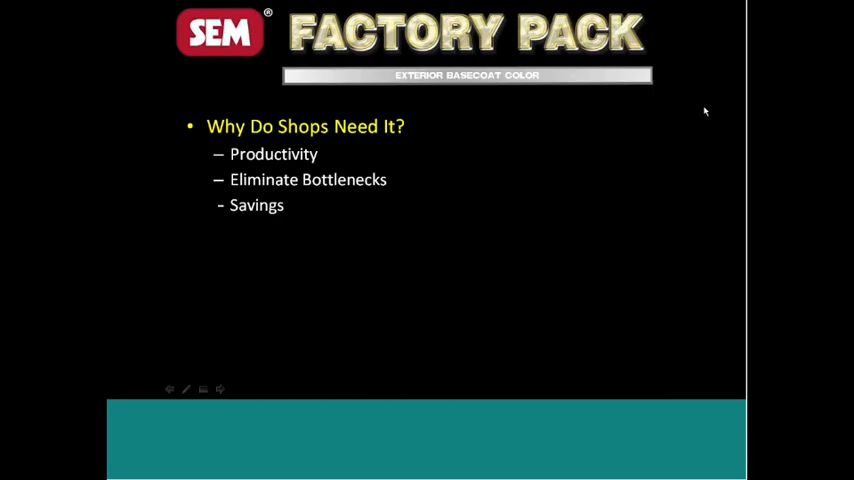 SEM®
FACTORY PACK
EXTERIOR BASECOAT COLOR
• Why Do Shops Need It?
– Productivity
– Eliminate Bottlenecks
- Savings